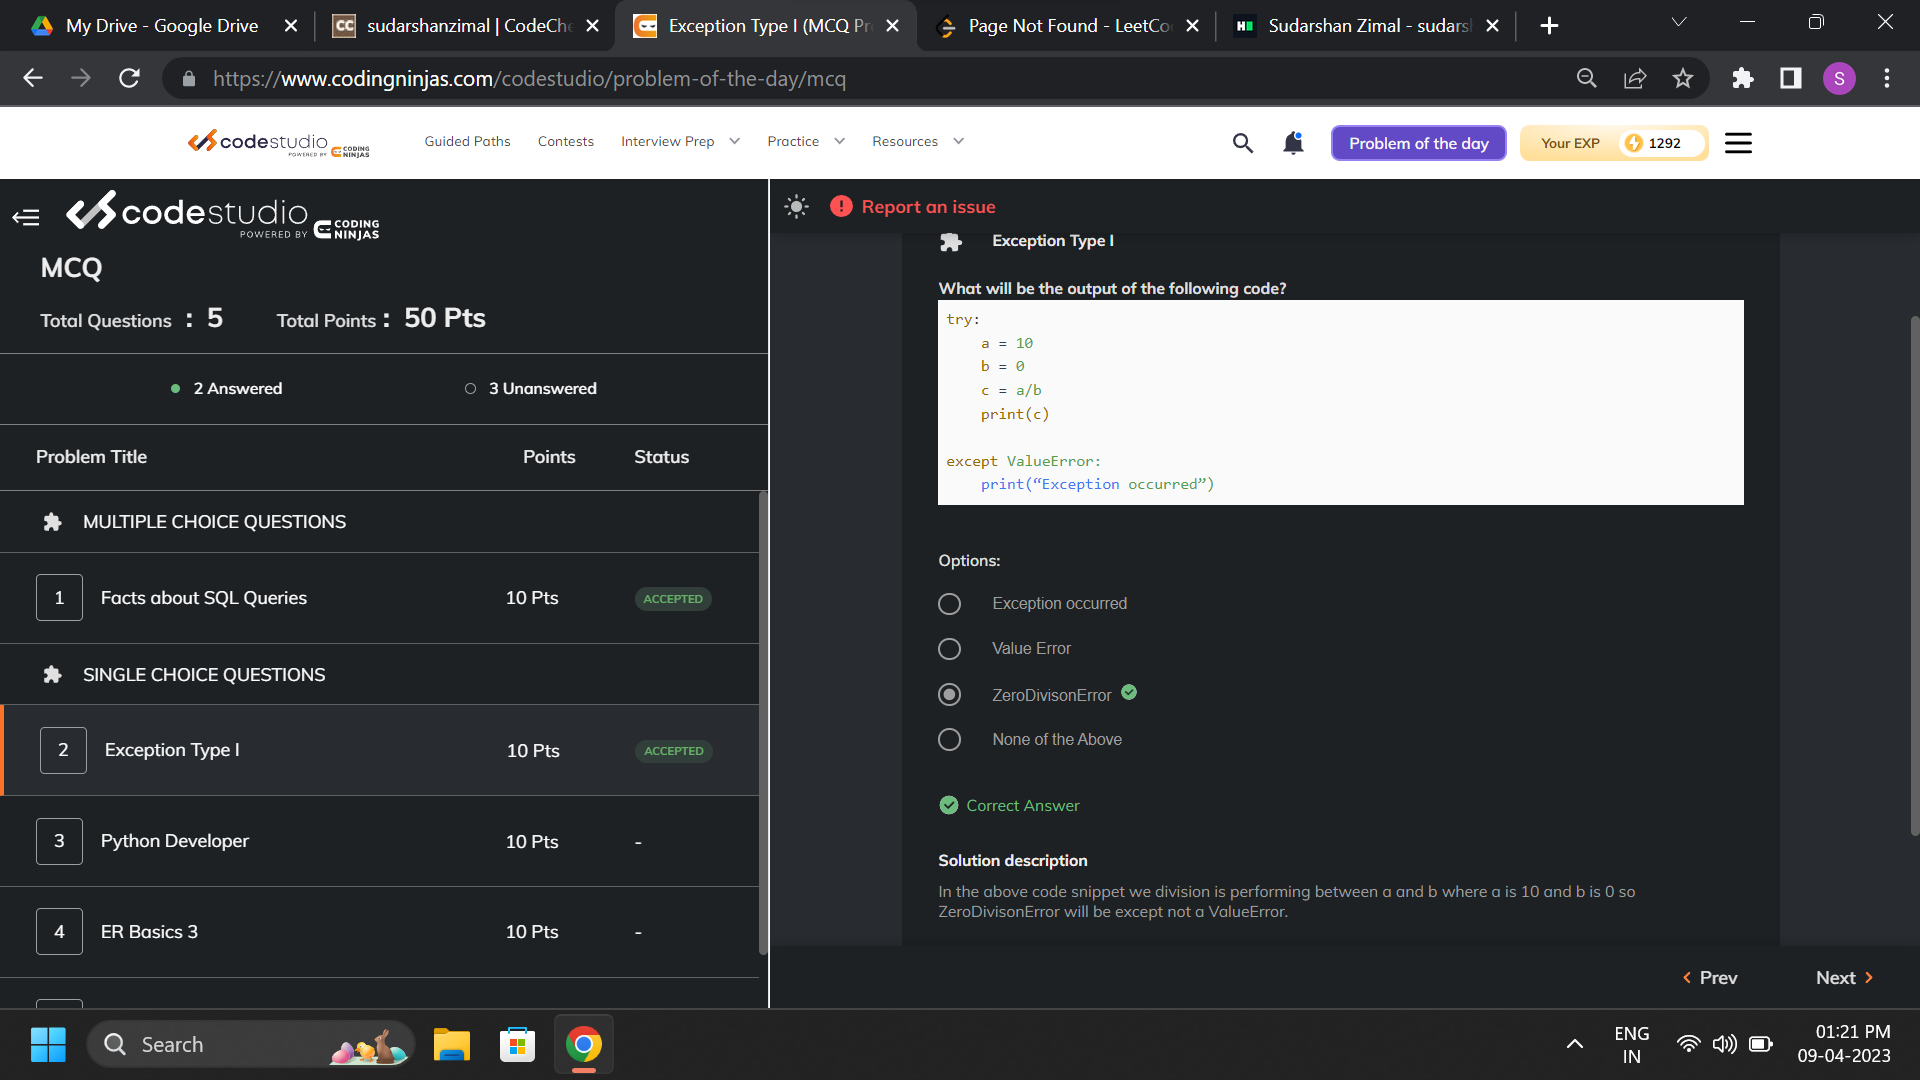 My Drive - Google Drive
sudarshanzimal | CodeChe
Exception Type I (MCQ Pr
Page Not Found - LeetCo
Sudarshan Zimal - sudars
https://www.codingninjas.com/codestudio/problem-of-the-day/mcq
S
codestudio
POWERED BY CODING NINJAS
Guided Paths
Contests
Interview Prep
Practice
Resources
Problem of the day
Your EXP 1292
codestudio
POWERED BY CODING NINJAS
MCQ
Total Questions : 5 Total Points : 50 Pts
2 Answered 3 Unanswered
Problem Title Points Status
MULTIPLE CHOICE QUESTIONS
1 Facts about SQL Queries 10 Pts ACCEPTED
SINGLE CHOICE QUESTIONS
2 Exception Type I 10 Pts ACCEPTED
3 Python Developer 10 Pts -
4 ER Basics 3 10 Pts -
Report an issue
Exception Type I
What will be the output of the following code?
try:
a = 10
b = 0
c = a/b
print(c)
except ValueError:
print(“Exception occurred”)
Options:
Exception occurred
Value Error
ZeroDivisonError
None of the Above
Correct Answer
Solution description
In the above code snippet we division is performing between a and b where a is 10 and b is 0 so
ZeroDivisonError will be except not a ValueError.
Prev Next
Search
ENG
IN
01:21 PM
09-04-2023